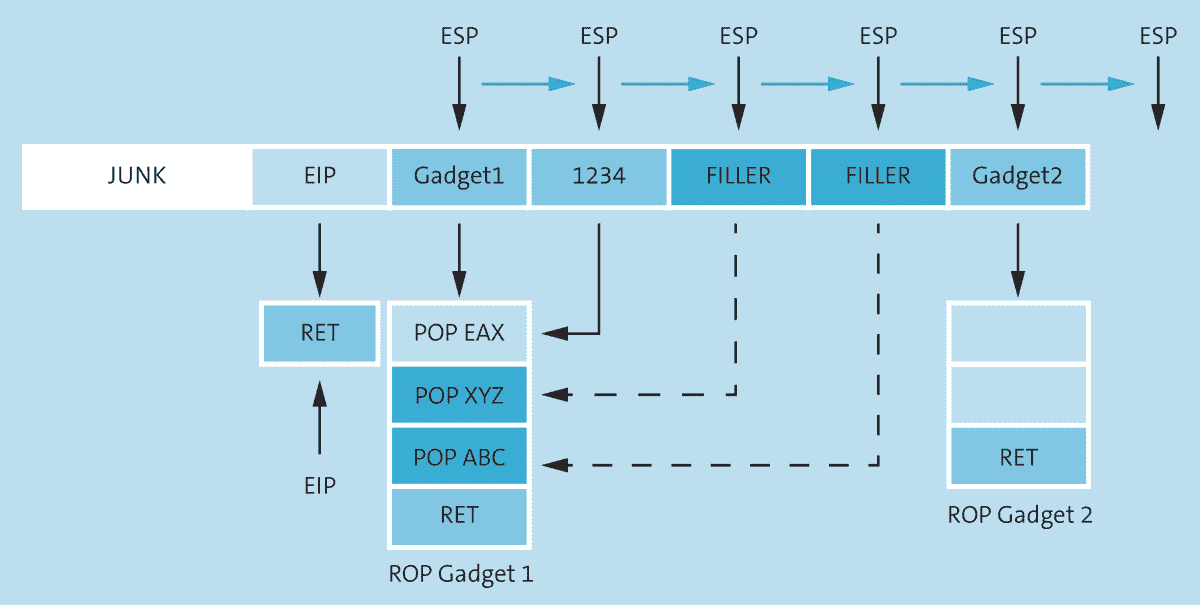 ESP ESP ESP ESP ESP ESP
JUNK EIP Gadget1 1234 FILLER FILLER Gadget2
RET POP EAX
POP XYZ
POP ABC RET
EIP
RET
ROP Gadget 2
ROP Gadget 1